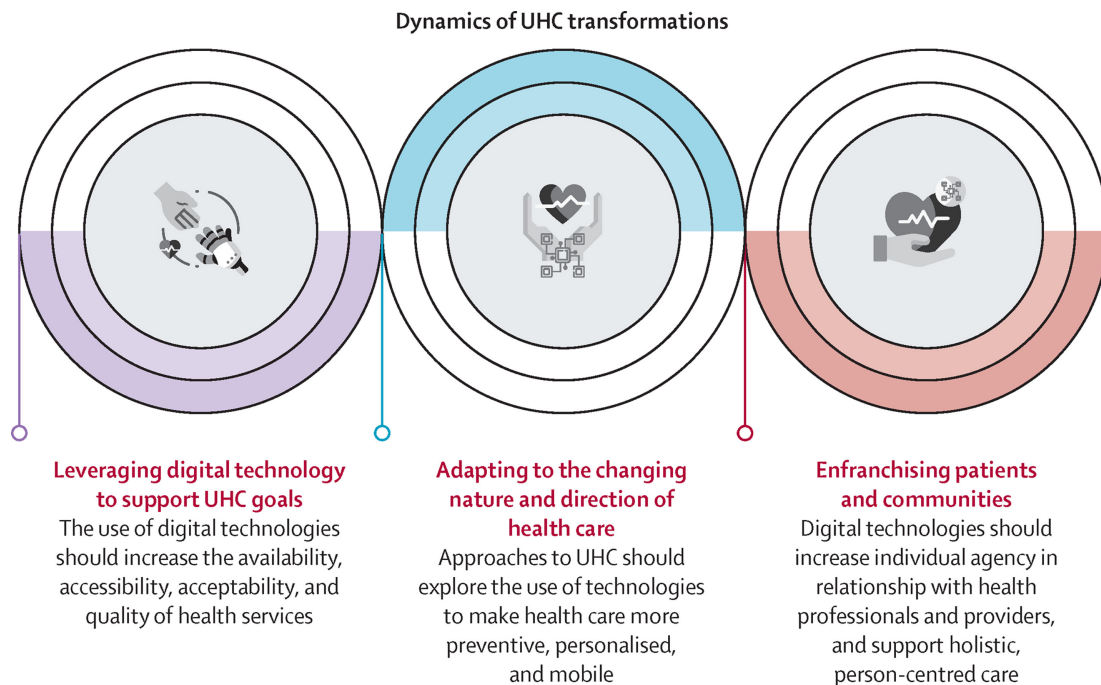 Dynamics of UHC transformations
Leveraging digital technology
to support UHC goals
The use of digital technologies
should increase the availability,
accessibility, acceptability, and
quality of health services
Adapting to the changing
nature and direction of
health care
Approaches to UHC should
explore the use of technologies
to make health care more
preventive, personalised,
and mobile
Enfranchising patients
and communities
Digital technologies should
increase individual agency in
relationship with health
professionals and providers,
and support holistic,
person-centred care